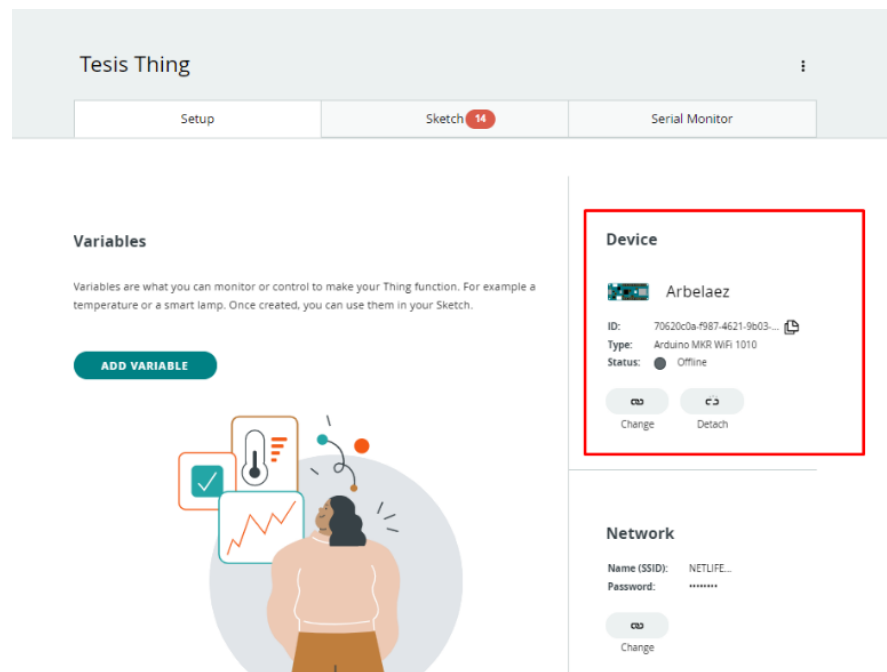 Tesis Thing
Setup
Sketch 14
Serial Monitor
Variables
Variables are what you can monitor or control to make your Thing function. For example a
temperature or a smart lamp. Once created, you can use them in your Sketch.
ADD VARIABLE
Device
Arbelaez
ID: 70620c0a-f987-4621-9b03-...
Type: Arduino MKR WiFi 1010
Status: Offline
Change
Detach
Network
Name (SSID): NETLIFE...
Password: ••••••••
Change